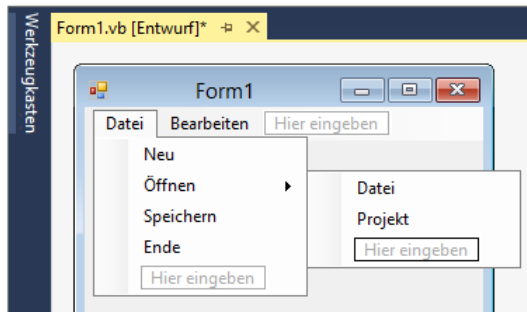 Werkzeugkasten
Form1.vb [Entwurf]*
Form1
Datei Bearbeiten Hier eingeben
Neu
Öffnen Datei
Speichern Projekt
Ende Hier eingeben
Hier eingeben